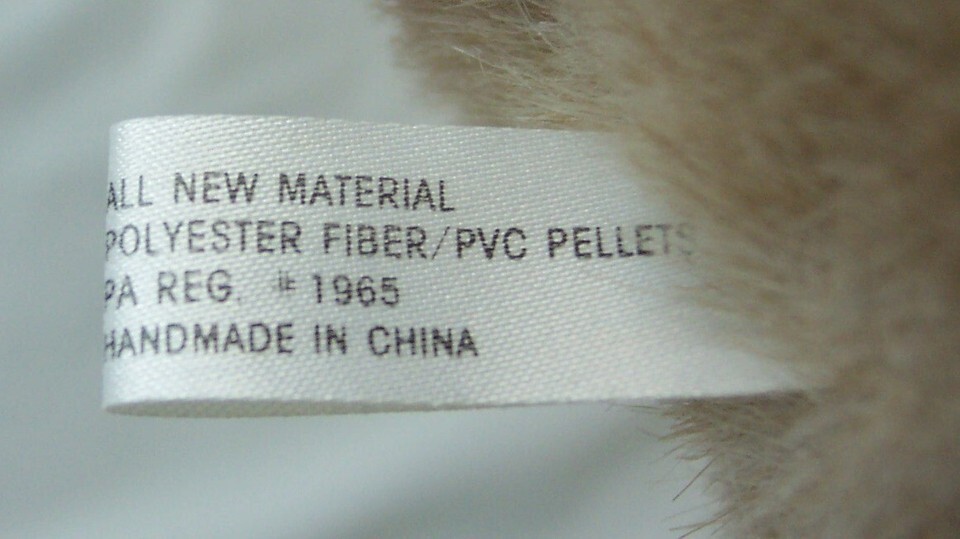 ALL NEW MATERIAL
POLYESTER FIBER/PVC PELLETS
PA REG. #1965
HANDMADE IN CHINA